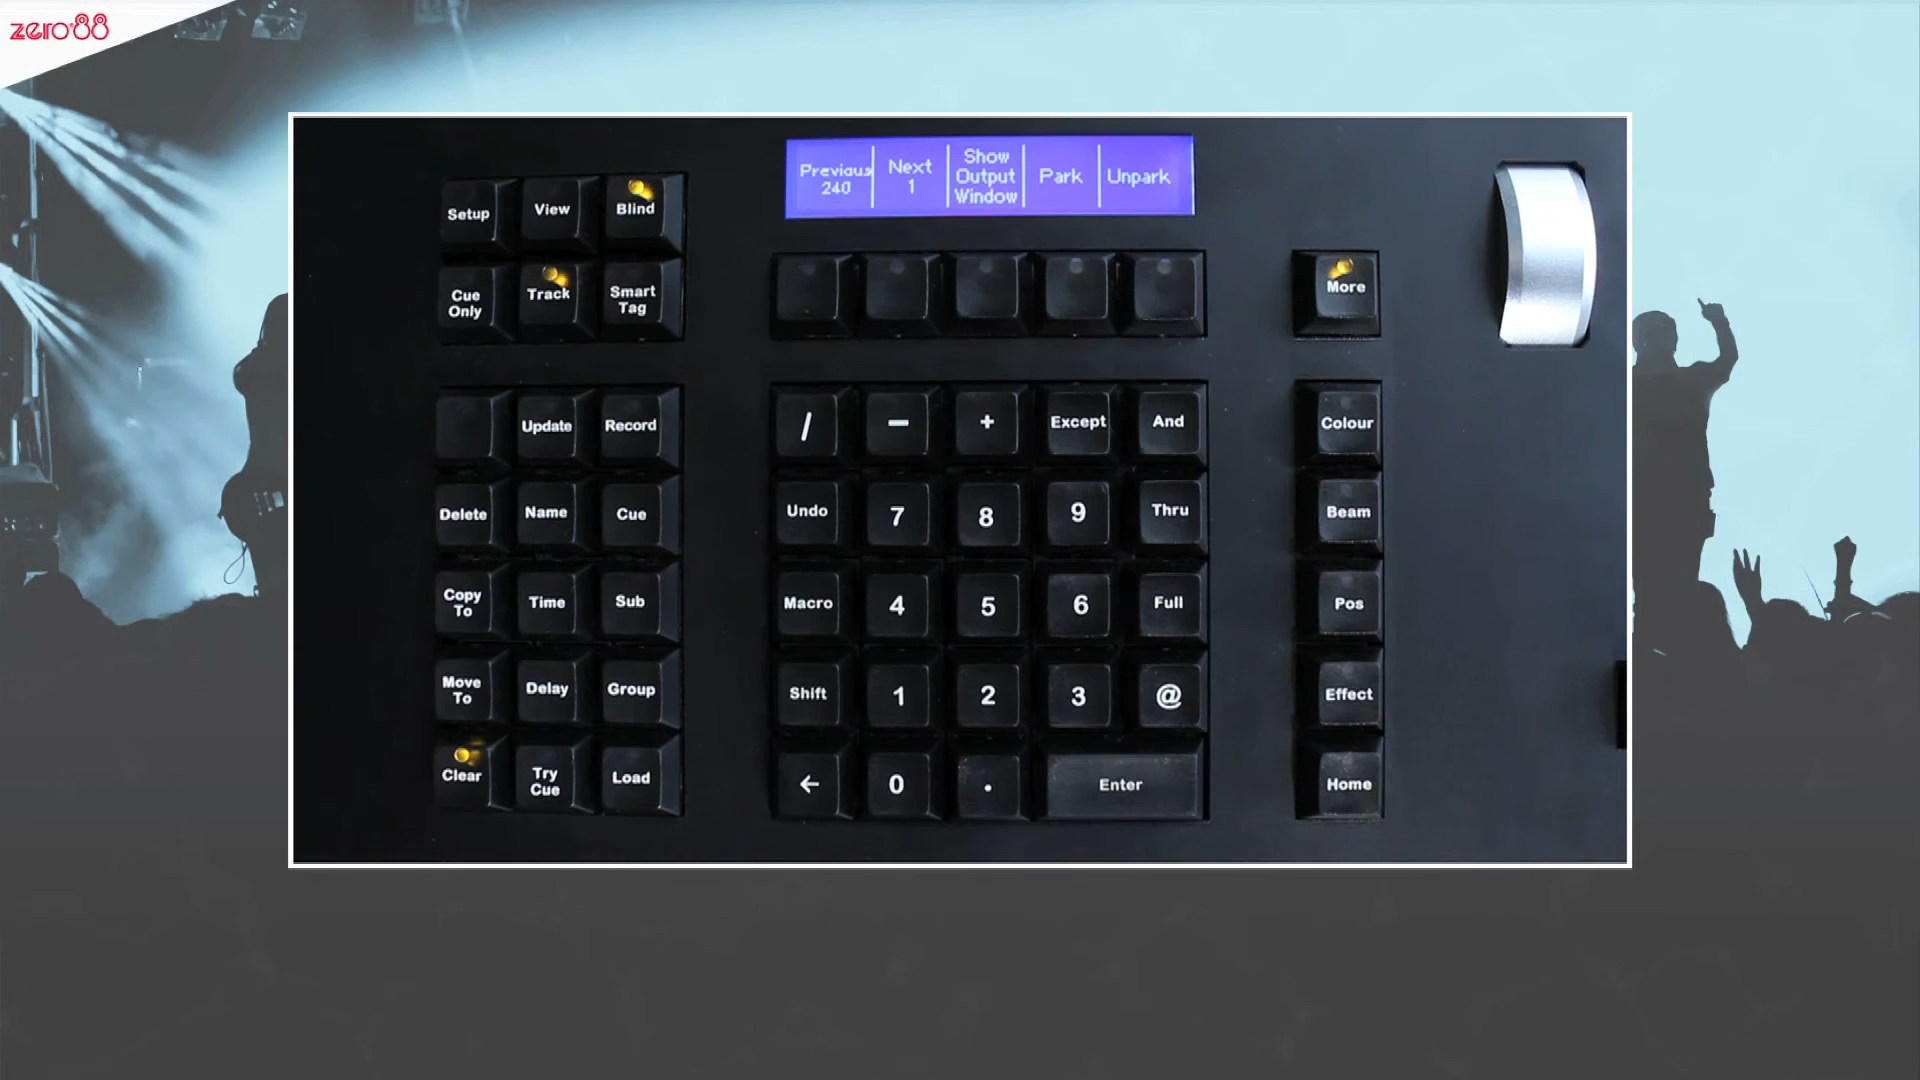 zero 88
Previous
240
Next
1
Show
Output
Window
Park
Unpark
Setup
View
Blind
Cue
Only
Track
Smart
Tag
More
Update
Record
/
-
+
Except
And
Colour
Delete
Name
Cue
Undo
7
8
9
Thru
Beam
Copy
To
Time
Sub
Macro
4
5
6
Full
Pos
Move
To
Delay
Group
Shift
1
2
3
@
Effect
Clear
Try
Cue
Load
←
0
.
Enter
Home